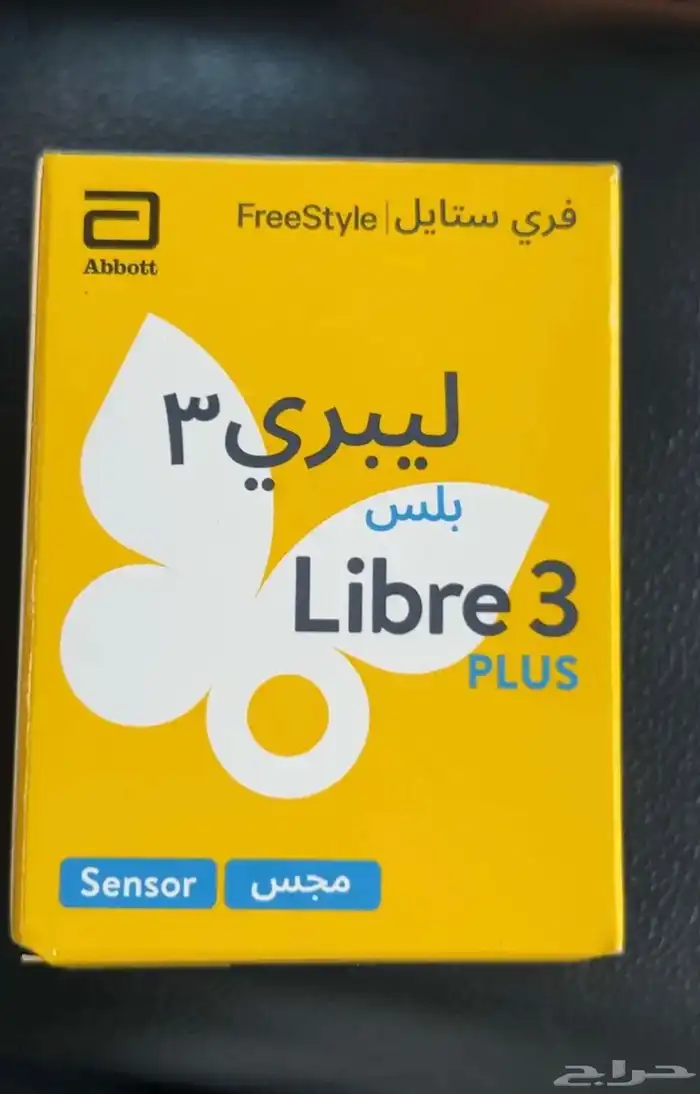 Abbott
FreeStyle | فري ستايل
ليبري ٣
بلس
Libre 3
PLUS
Sensor
مجس
حراج